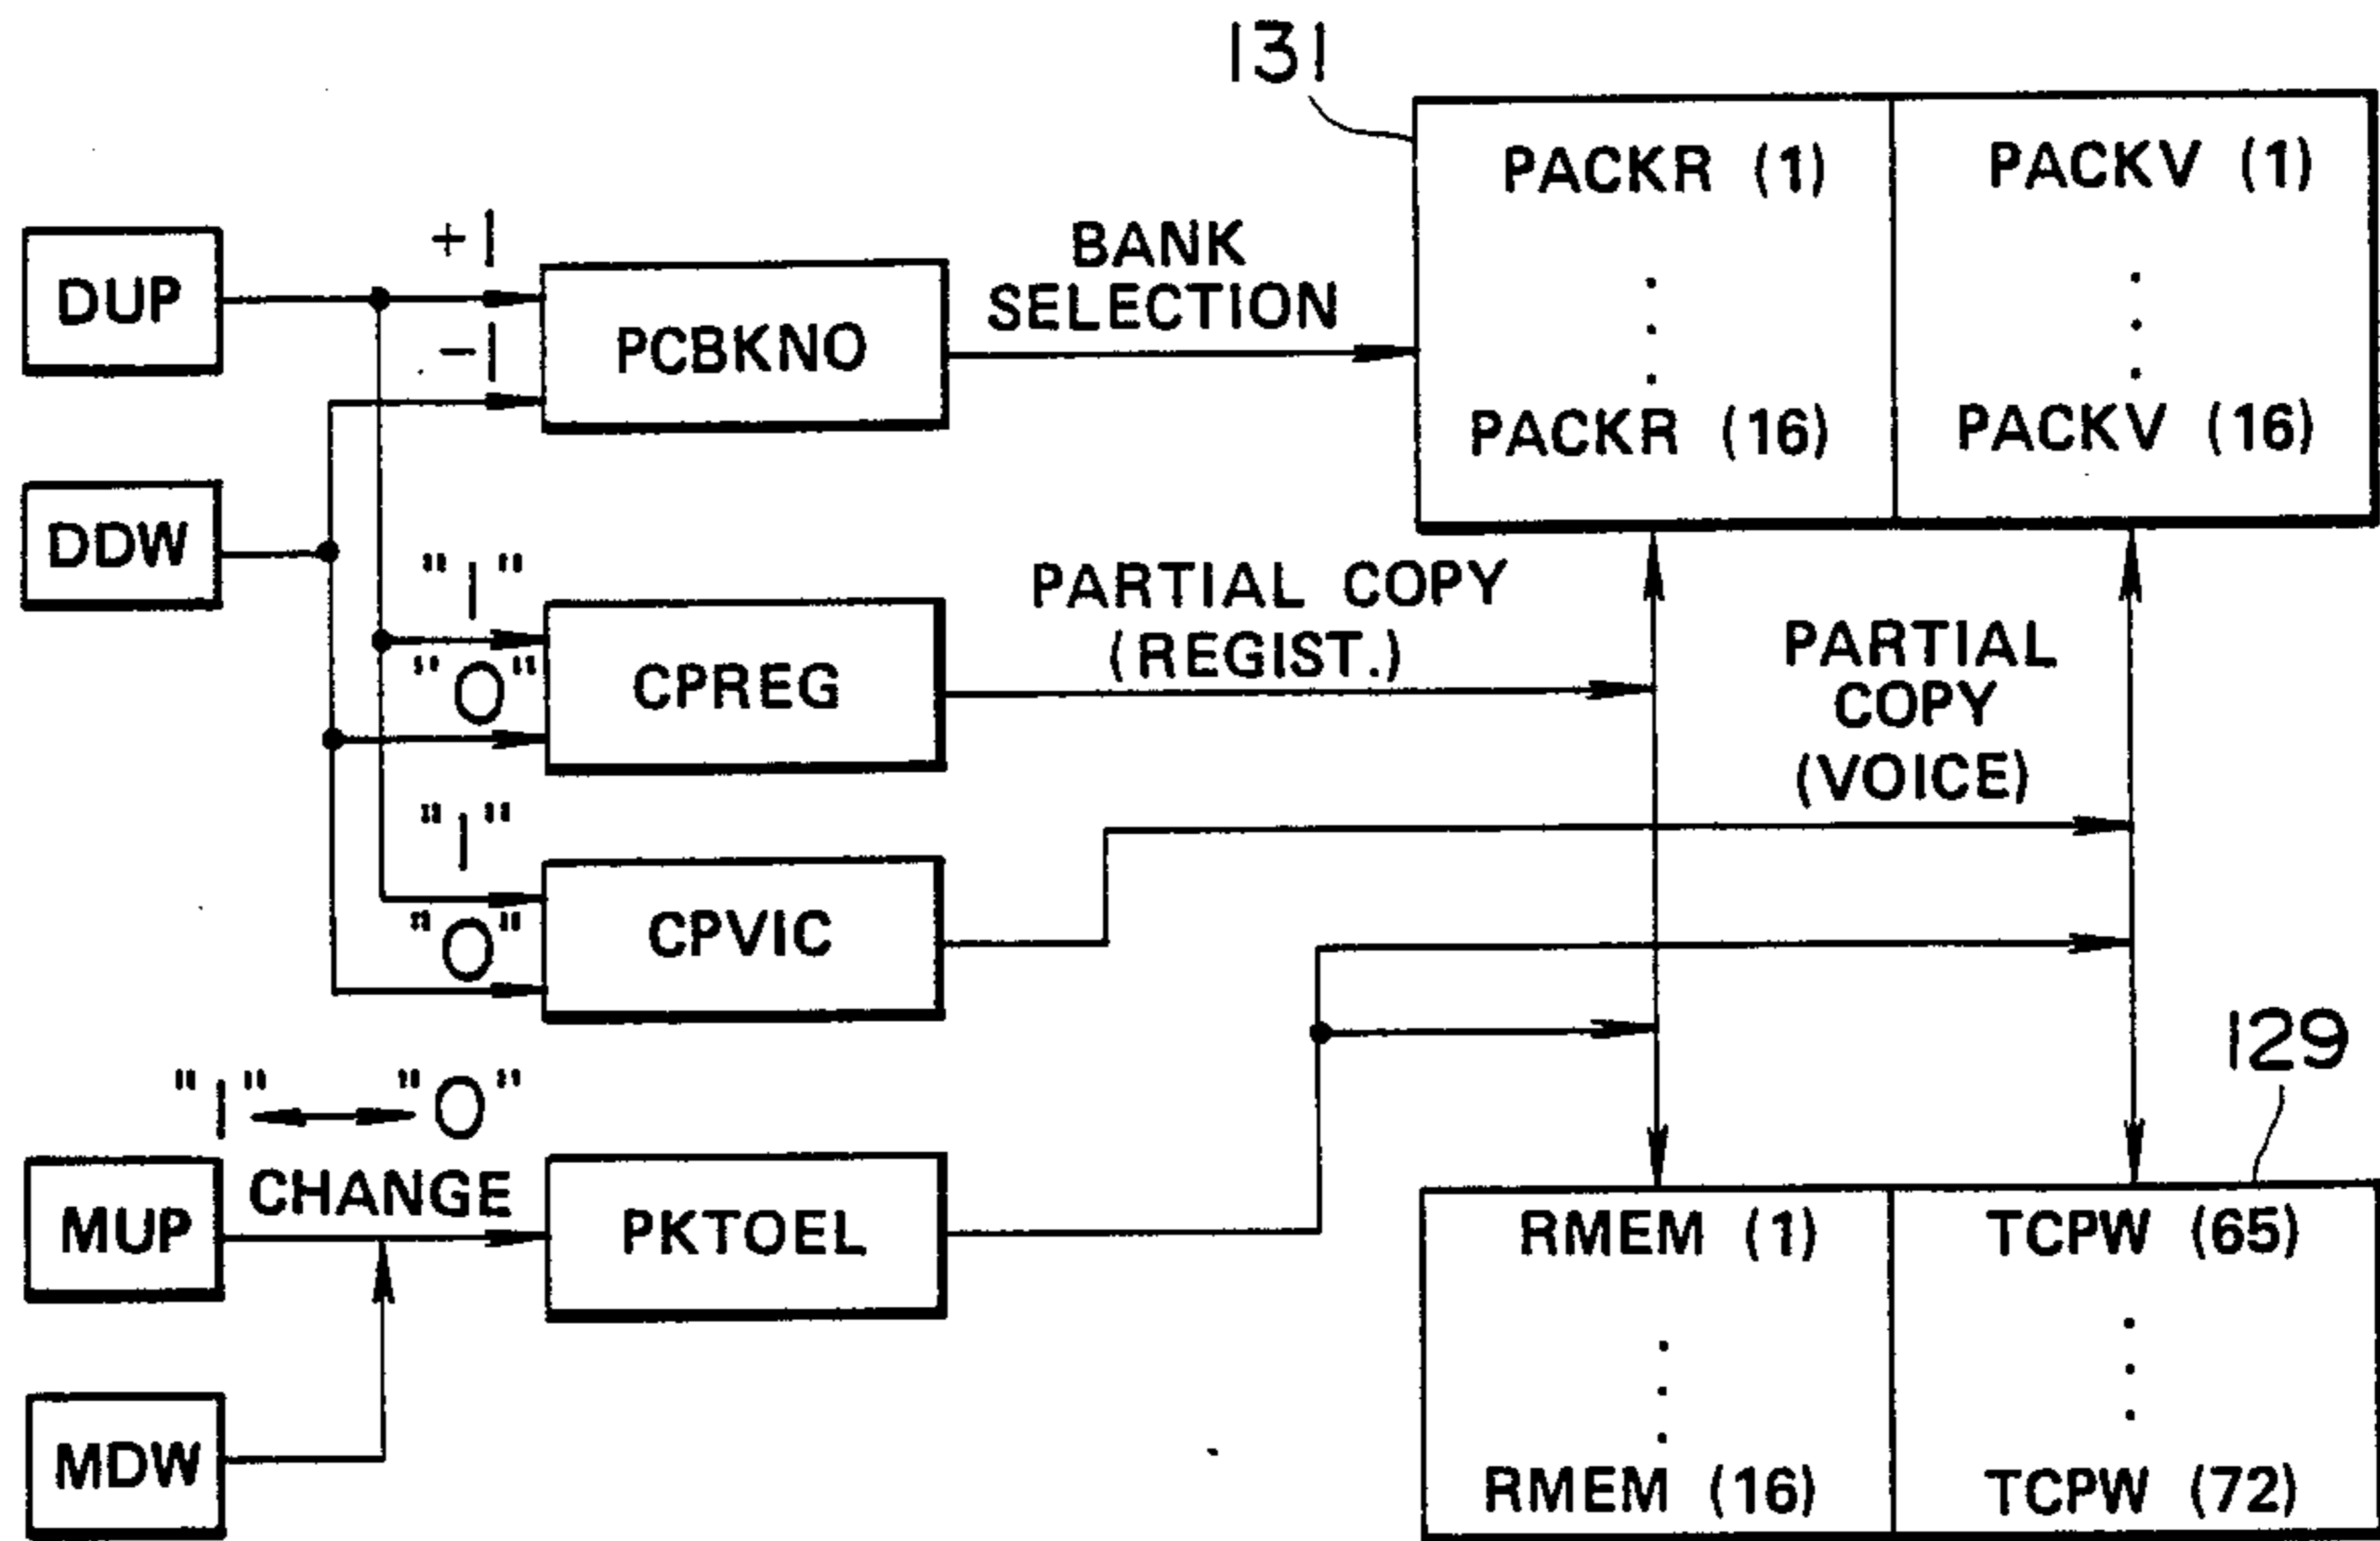 131
PACKR (1)
PACKV (1)
PACKR (16)
PACKV (16)
DUP
+1
-1
PCBKNO
BANK
SELECTION
DDW
"1"
"0"
CPREG
PARTIAL COPY
(REGIST.)
PARTIAL
COPY
(VOICE)
"1"
"0"
CPVIC
129
"1" "0"
MUP
CHANGE
PKTOEL
MDW
RMEM (1)
TCPW (65)
RMEM (16)
TCPW (72)